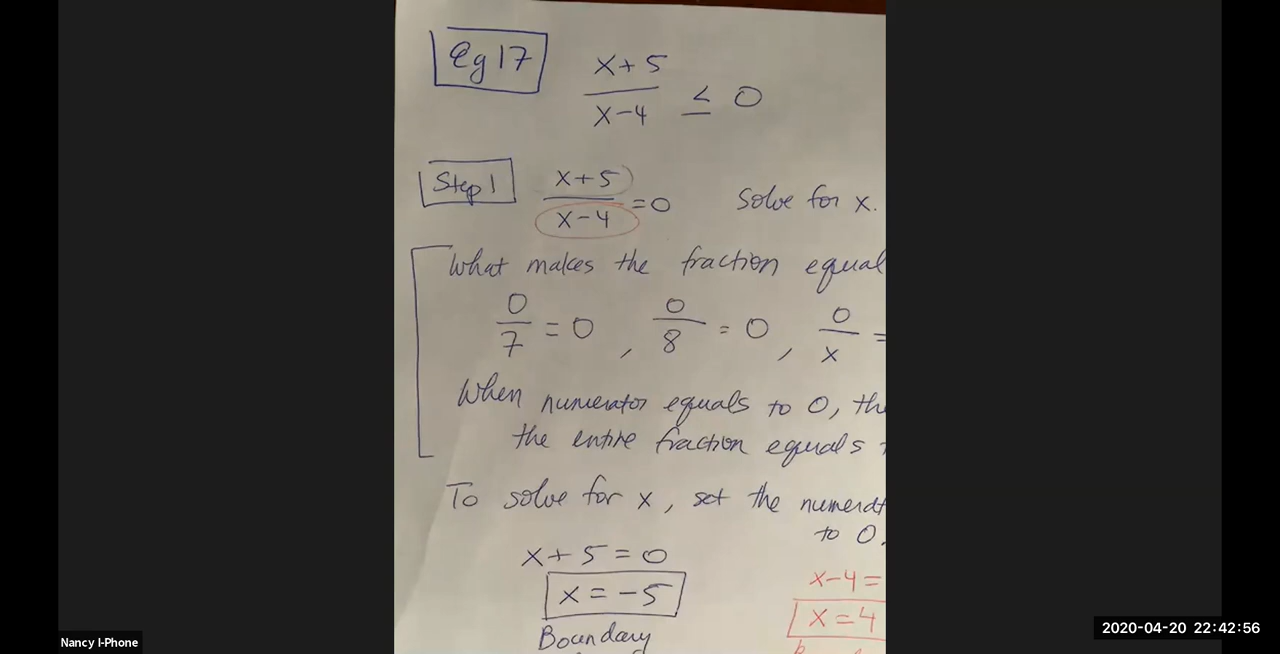 Eg 17
x+5
x-4 ≤ 0
Step 1
x+5
x-4 =0 Solve for x.
What makes the fraction equal
0/7 = 0 , 0/8 = 0 , 0/x =
When numerator equals to 0, the
the entire fraction equals
To solve for x, set the numerat
to 0.
x+5=0
x = -5
x-4=
x=4
Boundary
Nancy I-Phone
2020-04-20 22:42:56